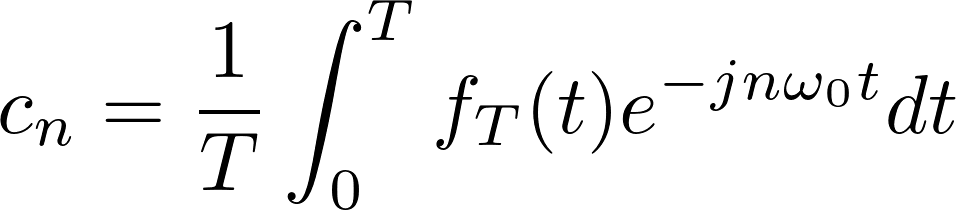 c_n = \frac{1}{T} \int_0^T f_T(t) e^{-jn\omega_0 t} dt